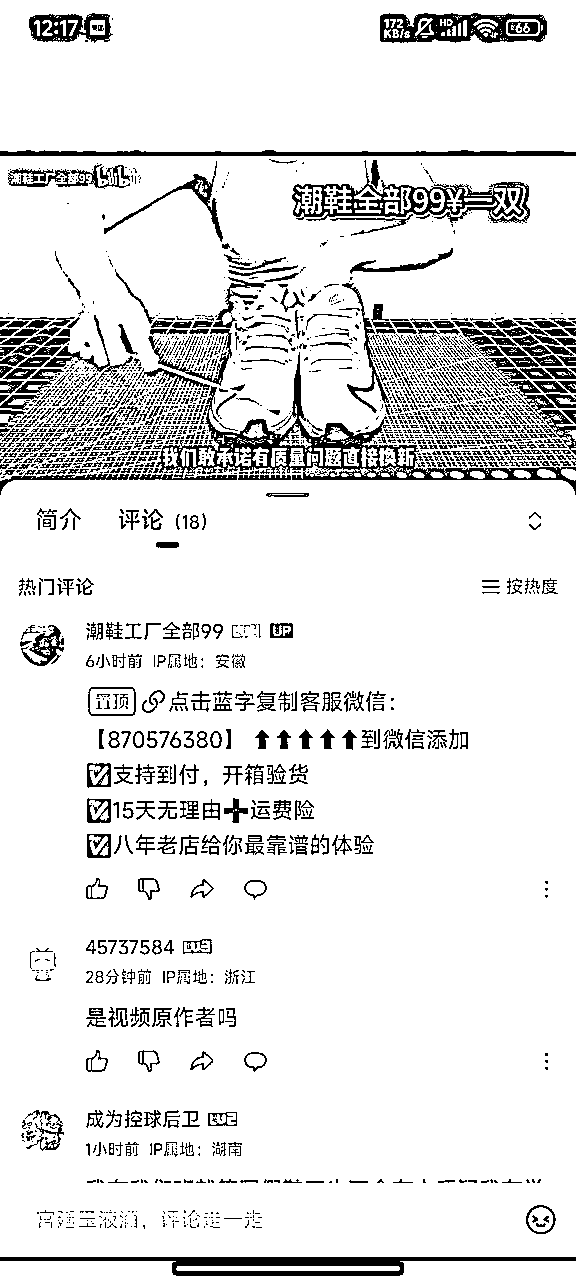 12:17
172 KB/s HD 66
潮鞋工厂全部99
潮鞋全部99¥一双
我们敢承诺有质量问题直接换新
简介 评论 (18)
热门评论 按热度
潮鞋工厂全部99 UP
6小时前 IP属地：安徽
置顶 点击蓝字复制客服微信：
【870576380】 ⬆⬆⬆⬆⬆到微信添加
☑支持到付，开箱验货
☑15天无理由➕运费险
☑八年老店给你最靠谱的体验
45737584 LV5
28分钟前 IP属地：浙江
是视频原作者吗
成为控球后卫
1小时前 IP属地：湖南
宫廷玉液酒，评论走一走